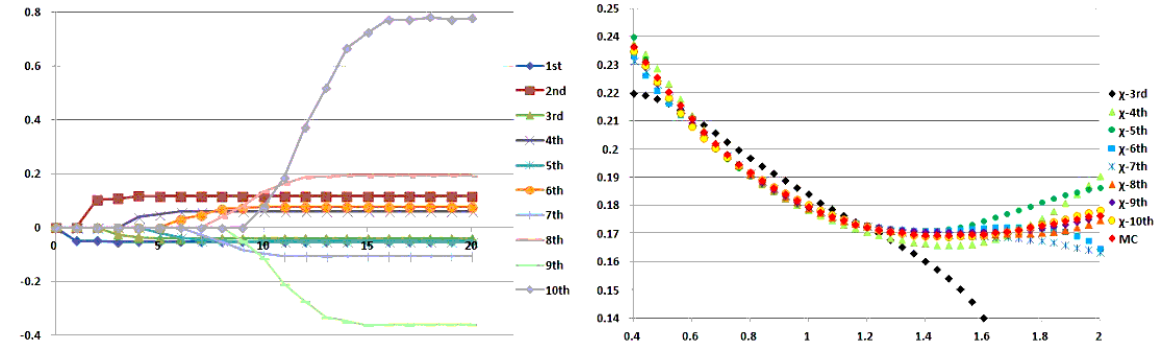 0.8
0.6
0.4
0.2
0
-0.2
-0.4
0
5
10
15
20
1st
2nd
3rd
4th
5th
6th
7th
8th
9th
10th
0.25
0.24
0.23
0.22
0.21
0.2
0.19
0.18
0.17
0.16
0.15
0.14
0.4
0.6
0.8
1
1.2
1.4
1.6
1.8
2
χ-3rd
χ-4th
χ-5th
χ-6th
χ-7th
χ-8th
χ-9th
χ-10th
MC